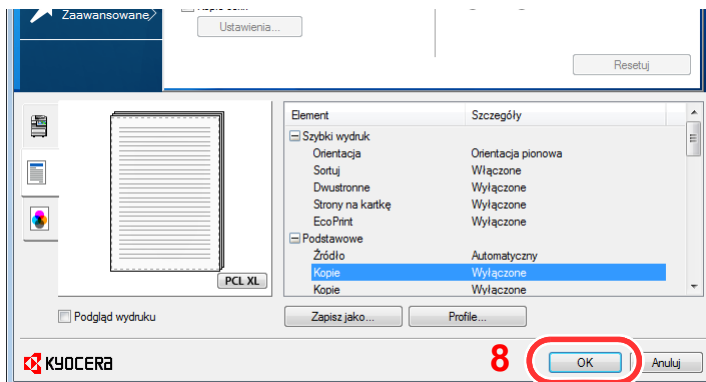 Zaawansowane
Ustawienia...
Resetuj
Element Szczegóły
Szybki wydruk
Orientacja Orientacja pionowa
Sortuj Włączone
Dwustronne Wyłączone
Strony na kartkę Wyłączone
EcoPrint Wyłączone
Podstawowe
Źródło Automatyczny
Kopie Wyłączone
Kopie Wyłączone
PCL XL
Podgląd wydruku Zapisz jako... Profile...
KYOCERA 8 OK Anuluj